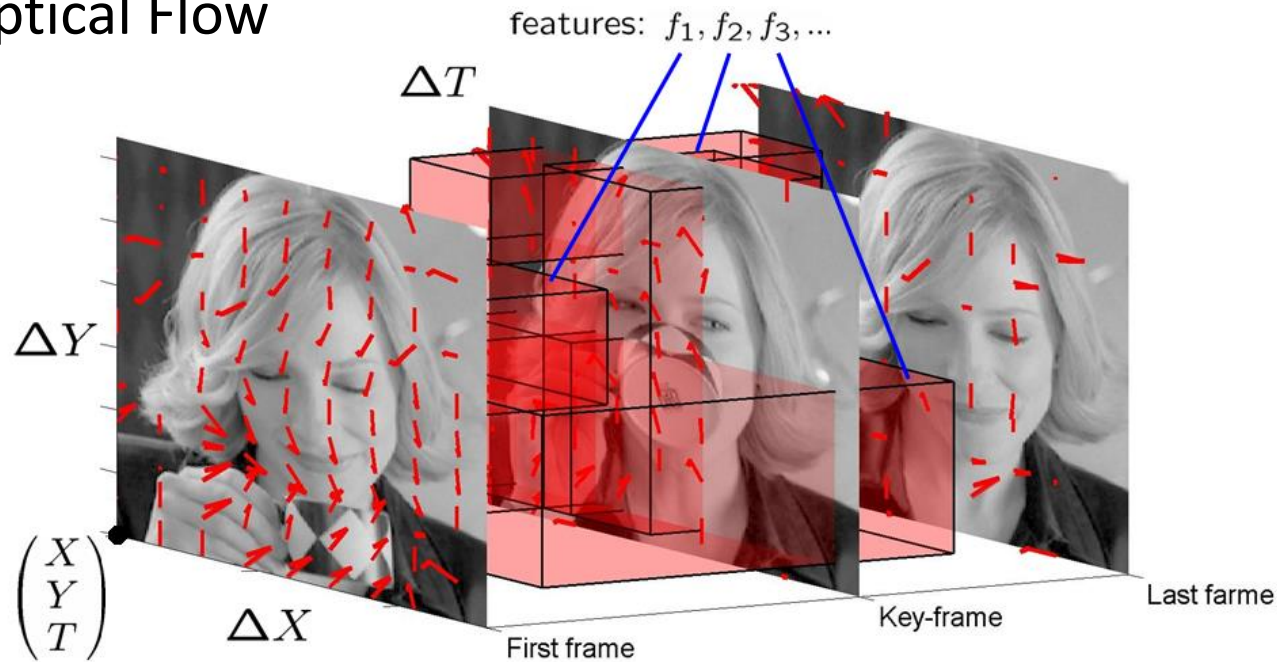 ptical Flow
features: f₁, f₂, f₃, ...
ΔT
ΔY
(X Y T)
ΔX
First frame
Key-frame
Last farme